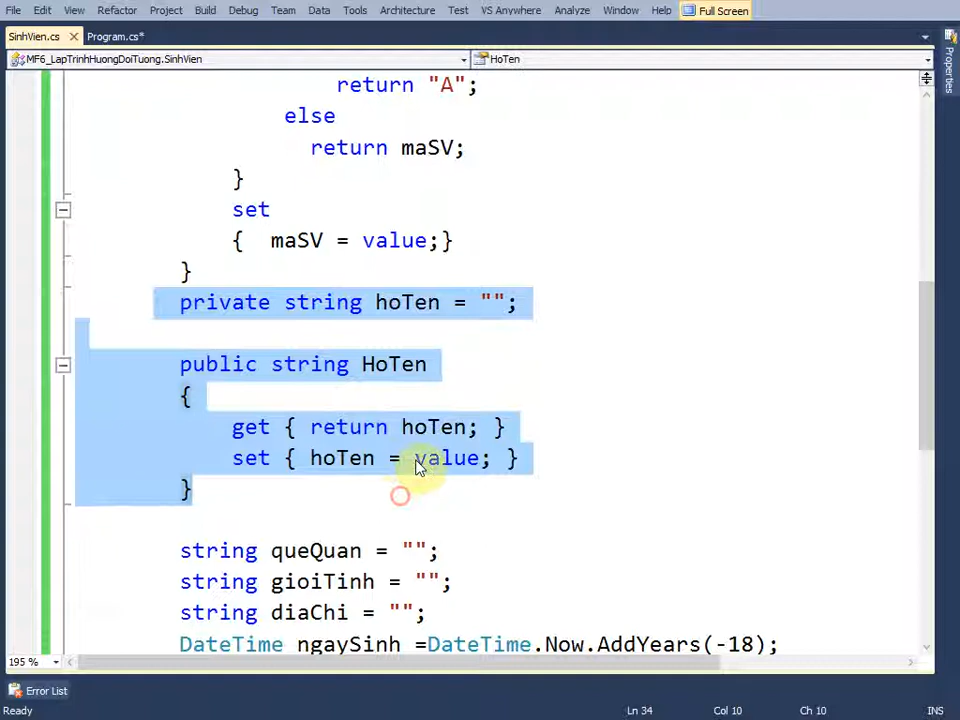 File Edit View Refactor Project Build Debug Team Data Tools Architecture Test VS Anywhere Analyze Window Help Full Screen
SinhVien.cs Program.cs*
MF6_LapTrinhHuongDoiTuong.SinhVien HoTen
Properties
return "A";
else
return maSV;
}
set
{ maSV = value;}
}
private string hoTen = "";
public string HoTen
{
get { return hoTen; }
set { hoTen = value; }
}
string queQuan = "";
string gioiTinh = "";
string diaChi = "";
DateTime ngaySinh =DateTime.Now.AddYears(-18);
195 %
Error List
Ready Ln 34 Col 10 Ch 10 INS